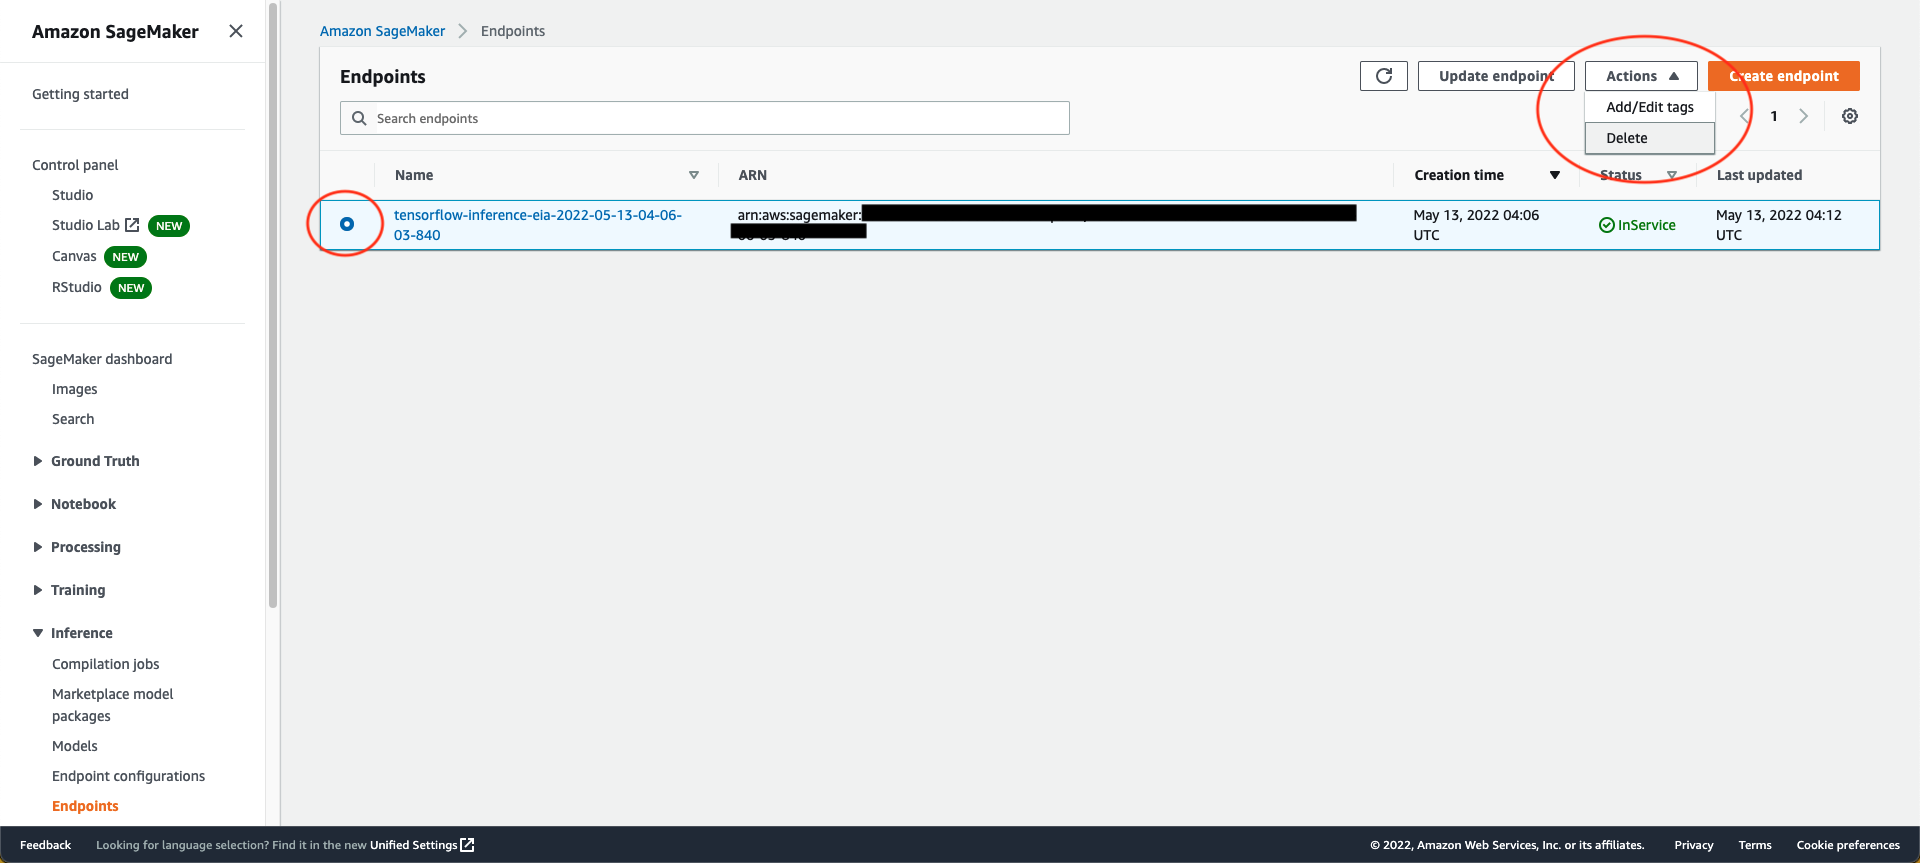 Amazon SageMaker
Getting started
Control panel
Studio
Studio Lab NEW
Canvas NEW
RStudio NEW
SageMaker dashboard
Images
Search
Ground Truth
Notebook
Processing
Training
Inference
Compilation jobs
Marketplace model
packages
Models
Endpoint configurations
Endpoints
Amazon SageMaker Endpoints
Endpoints
Update endpoint Actions Create endpoint
Search endpoints
Add/Edit tags
1
Delete
Name ARN Creation time Status Last updated
tensorflow-inference-eia-2022-05-13-04-06- arn:aws:sagemaker: May 13, 2022 04:06 InService May 13, 2022 04:12
03-840 UTC UTC
Feedback Looking for language selection? Find it in the new Unified Settings © 2022, Amazon Web Services, Inc. or its affiliates. Privacy Terms Cookie preferences